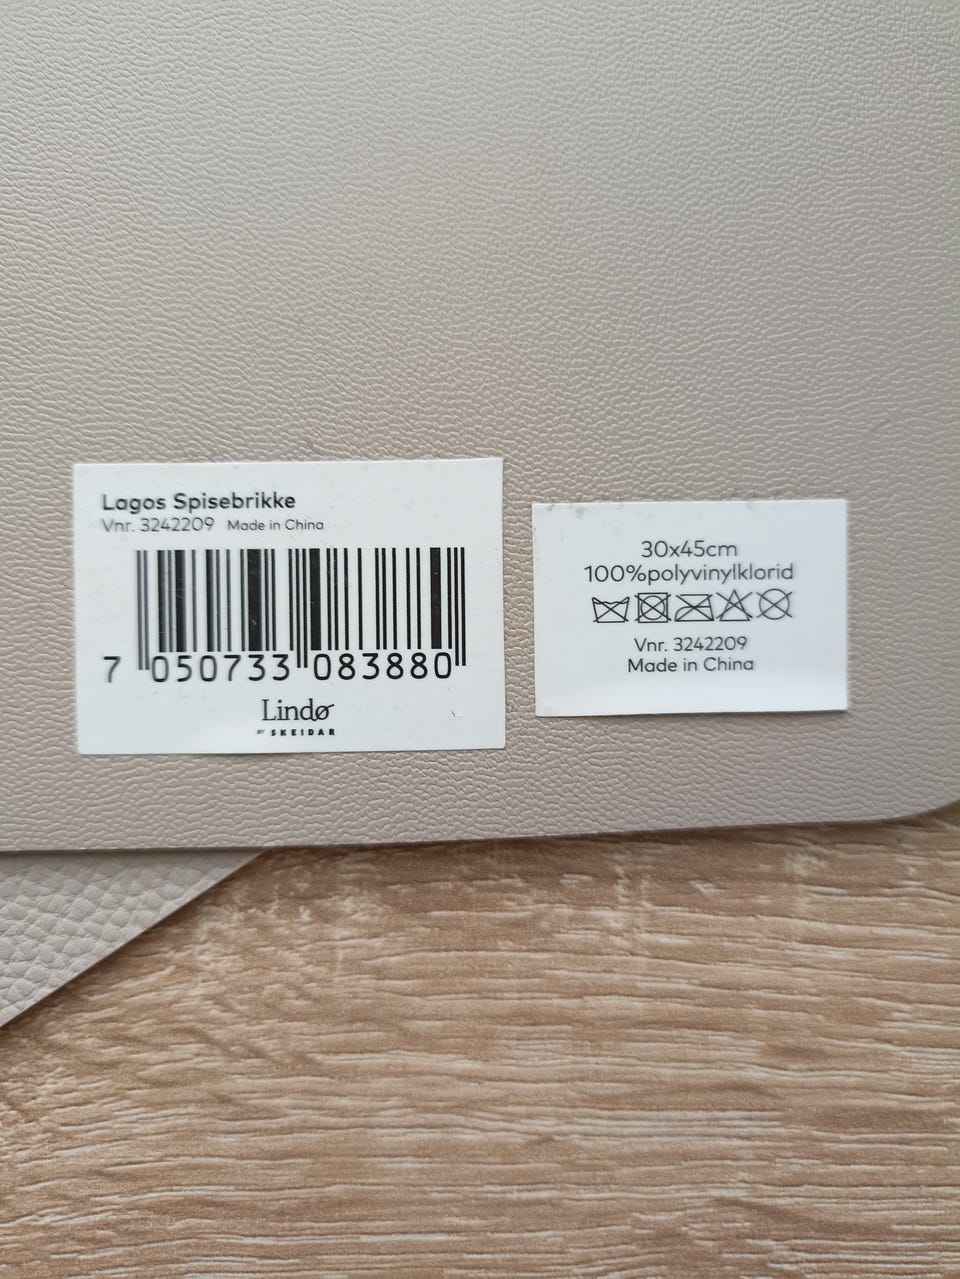 Lagos Spisebrikke
Vnr. 3242209 Made in China
7 050733 083880
Lindø
BY SKEIDAR
30x45cm
100%polyvinylklorid
Vnr. 3242209
Made in China